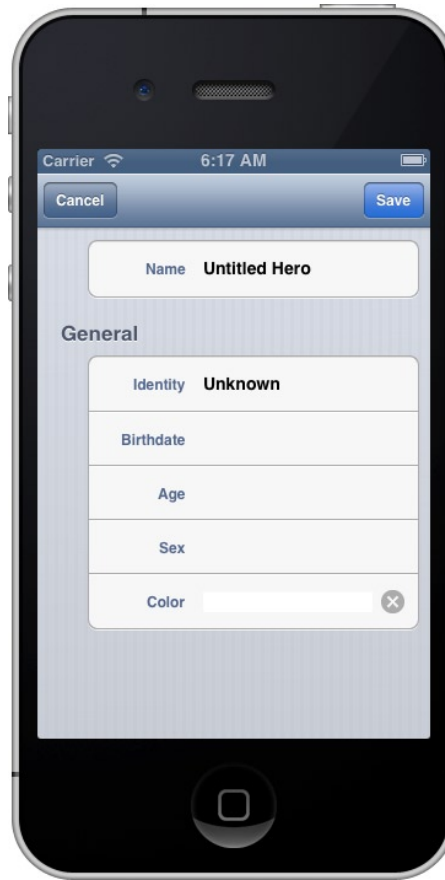 Carrier 6:17 AM
Cancel Save
Name Untitled Hero
General
Identity Unknown
Birthdate
Age
Sex
Color